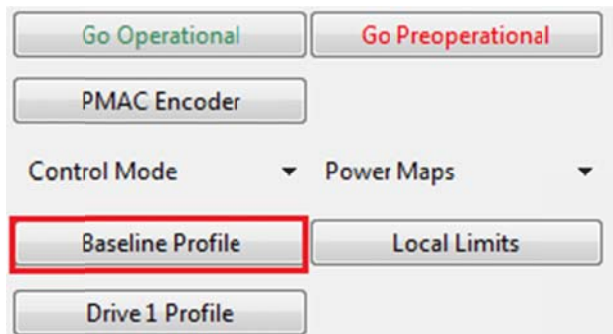 Go Operational Go Preoperational
PMAC Encoder
Control Mode Power Maps
Baseline Profile Local Limits
Drive 1 Profile